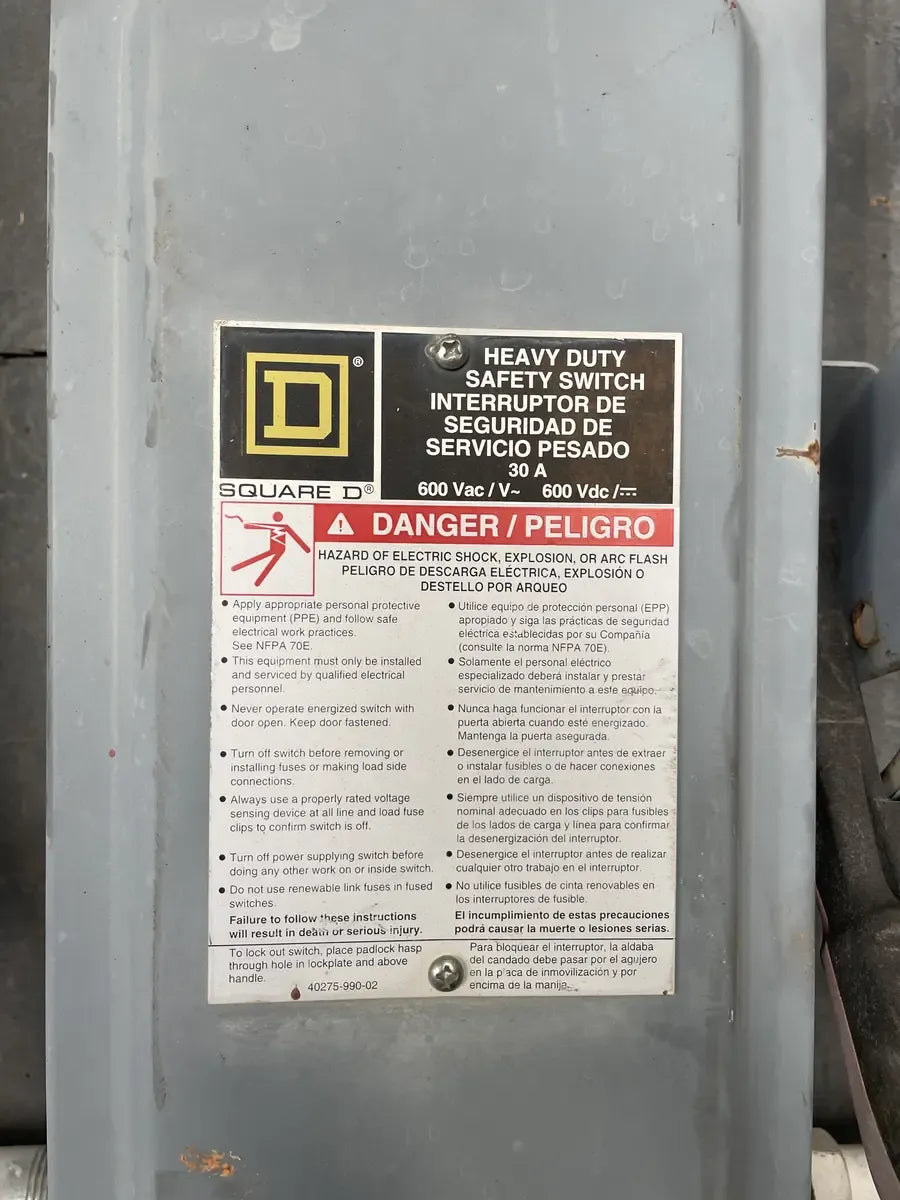 D®
SQUARE D®
HEAVY DUTY
SAFETY SWITCH
INTERRUPTOR DE
SEGURIDAD DE
SERVICIO PESADO
30 A
600 Vac / V~ 600 Vdc /⎓
DANGER / PELIGRO
HAZARD OF ELECTRIC SHOCK, EXPLOSION, OR ARC FLASH
PELIGRO DE DESCARGA ELÉCTRICA, EXPLOSIÓN O
DESTELLO POR ARQUEO
• Apply appropriate personal protective
equipment (PPE) and follow safe
electrical work practices.
See NFPA 70E.
• This equipment must only be installed
and serviced by qualified electrical
personnel.
• Never operate energized switch with
door open. Keep door fastened.
• Turn off switch before removing or
installing fuses or making load side
connections.
• Always use a properly rated voltage
sensing device at all line and load fuse
clips to confirm switch is off.
• Turn off power supplying switch before
doing any other work on or inside switch.
• Do not use renewable link fuses in fused
switches.
Failure to follow these instructions
will result in death or serious injury.
• Utilice equipo de protección personal (EPP)
apropiado y siga las prácticas de seguridad
eléctrica establecidas por su Compañía
(consulte la norma NFPA 70E).
• Solamente el personal eléctrico
especializado deberá instalar y prestar
servicio de mantenimiento a este equipo.
• Nunca haga funcionar el interruptor con la
puerta abierta cuando esté energizado.
Mantenga la puerta asegurada.
• Desenergice el interruptor antes de extraer
o instalar fusibles o de hacer conexiones
en el lado de carga.
• Siempre utilice un dispositivo de tensión
nominal adecuado en los clips para fusibles
de los lados de carga y línea para confirmar
la desenergización del interruptor.
• Desenergice el interruptor antes de realizar
cualquier otro trabajo en el interruptor.
• No utilice fusibles de cinta renovables en
los interruptores de fusible.
El incumplimiento de estas precauciones
podrá causar la muerte o lesiones serias.
To lock out switch, place padlock hasp
through hole in lockplate and above
handle.
40275-990-02
Para bloquear el interruptor, la aldaba
del candado debe pasar por el agujero
en la placa de inmovilización y por
encima de la manija.